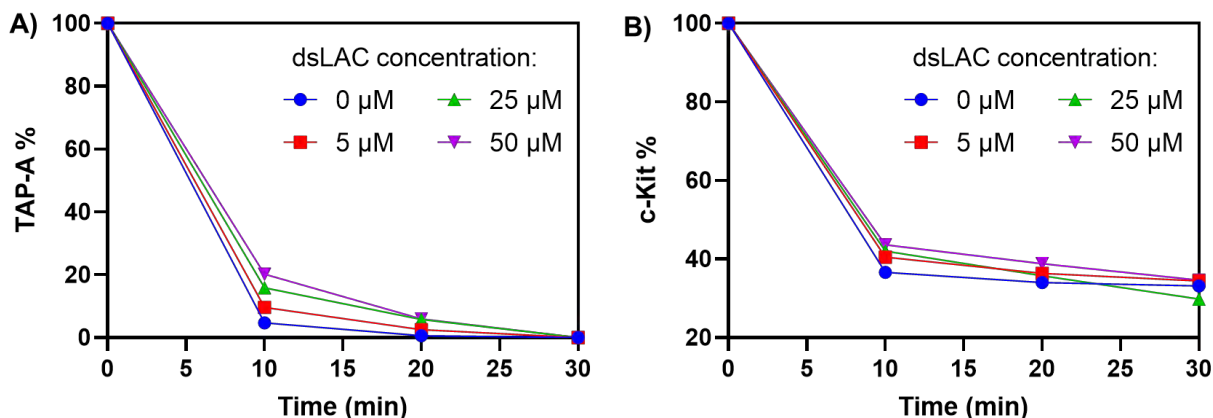 A)
TAP-A %
100
80
60
40
20
0
dsLAC concentration:
0 μM 25 μM
5 μM 50 μM
0 5 10 15 20 25 30
Time (min)
B)
c-Kit %
100
80
60
40
20
dsLAC concentration:
0 μM 25 μM
5 μM 50 μM
0 5 10 15 20 25 30
Time (min)